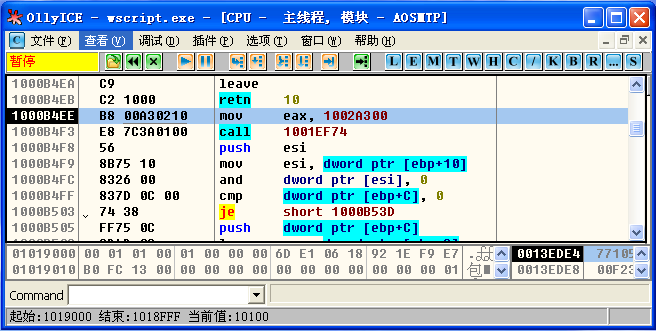 OllyICE - wscript.exe - [CPU - 主线程, 模块 - AOSMTP]
C 文件(F) 查看(V) 调试(D) 插件(P) 选项(T) 窗口(W) 帮助(H)
暂停 L E M T W H C / K B R ... S
1000B4EA C9 leave
1000B4EB C2 1000 retn 10
1000B4EE B8 00A30210 mov eax, 1002A300
1000B4F3 E8 7C3A0100 call 1001EF74
1000B4F8 56 push esi
1000B4F9 8B75 10 mov esi, dword ptr [ebp+10]
1000B4FC 8326 00 and dword ptr [esi], 0
1000B4FF 837D 0C 00 cmp dword ptr [ebp+C], 0
1000B503 74 38 je short 1000B53D
1000B505 FF75 0C push dword ptr [ebp+C]
01019000 00 01 01 00 01 00 00 00 6D E1 06 18 92 1E F9 E7 0013EDE4 77105
01019010 B0 FC 13 00 00 00 00 00 00 00 00 00 00 00 00 01 包 0013EDE8 00F23
Command
起始:1019000 结束:1018FFF 当前值:10100